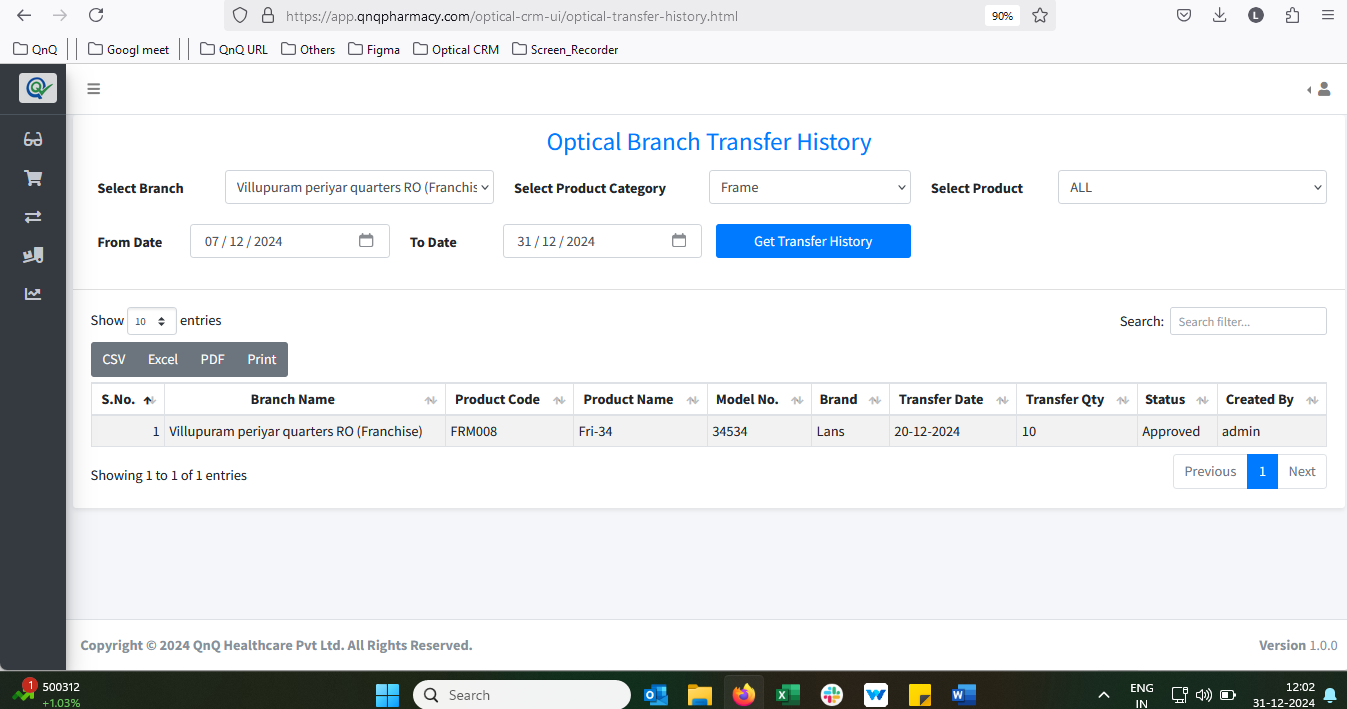 https://app.qnqpharmacy.com/optical-crm-ui/optical-transfer-history.html 90% L
QnQ Googl meet QnQ URL Others Figma Optical CRM Screen_Recorder
Optical Branch Transfer History
Select Branch Villupuram periyar quarters RO (Franchis Select Product Category Frame Select Product ALL
From Date 07 / 12 / 2024 To Date 31 / 12 / 2024 Get Transfer History
Show 10 entries Search: Search filter...
CSV Excel PDF Print
S.No. Branch Name Product Code Product Name Model No. Brand Transfer Date Transfer Qty Status Created By
1 Villupuram periyar quarters RO (Franchise) FRM008 Fri-34 34534 Lans 20-12-2024 10 Approved admin
Showing 1 to 1 of 1 entries Previous 1 Next
Copyright © 2024 QnQ Healthcare Pvt Ltd. All Rights Reserved. Version 1.0.0
1 500312 Search ENG 12:02
+1.03% IN 31-12-2024